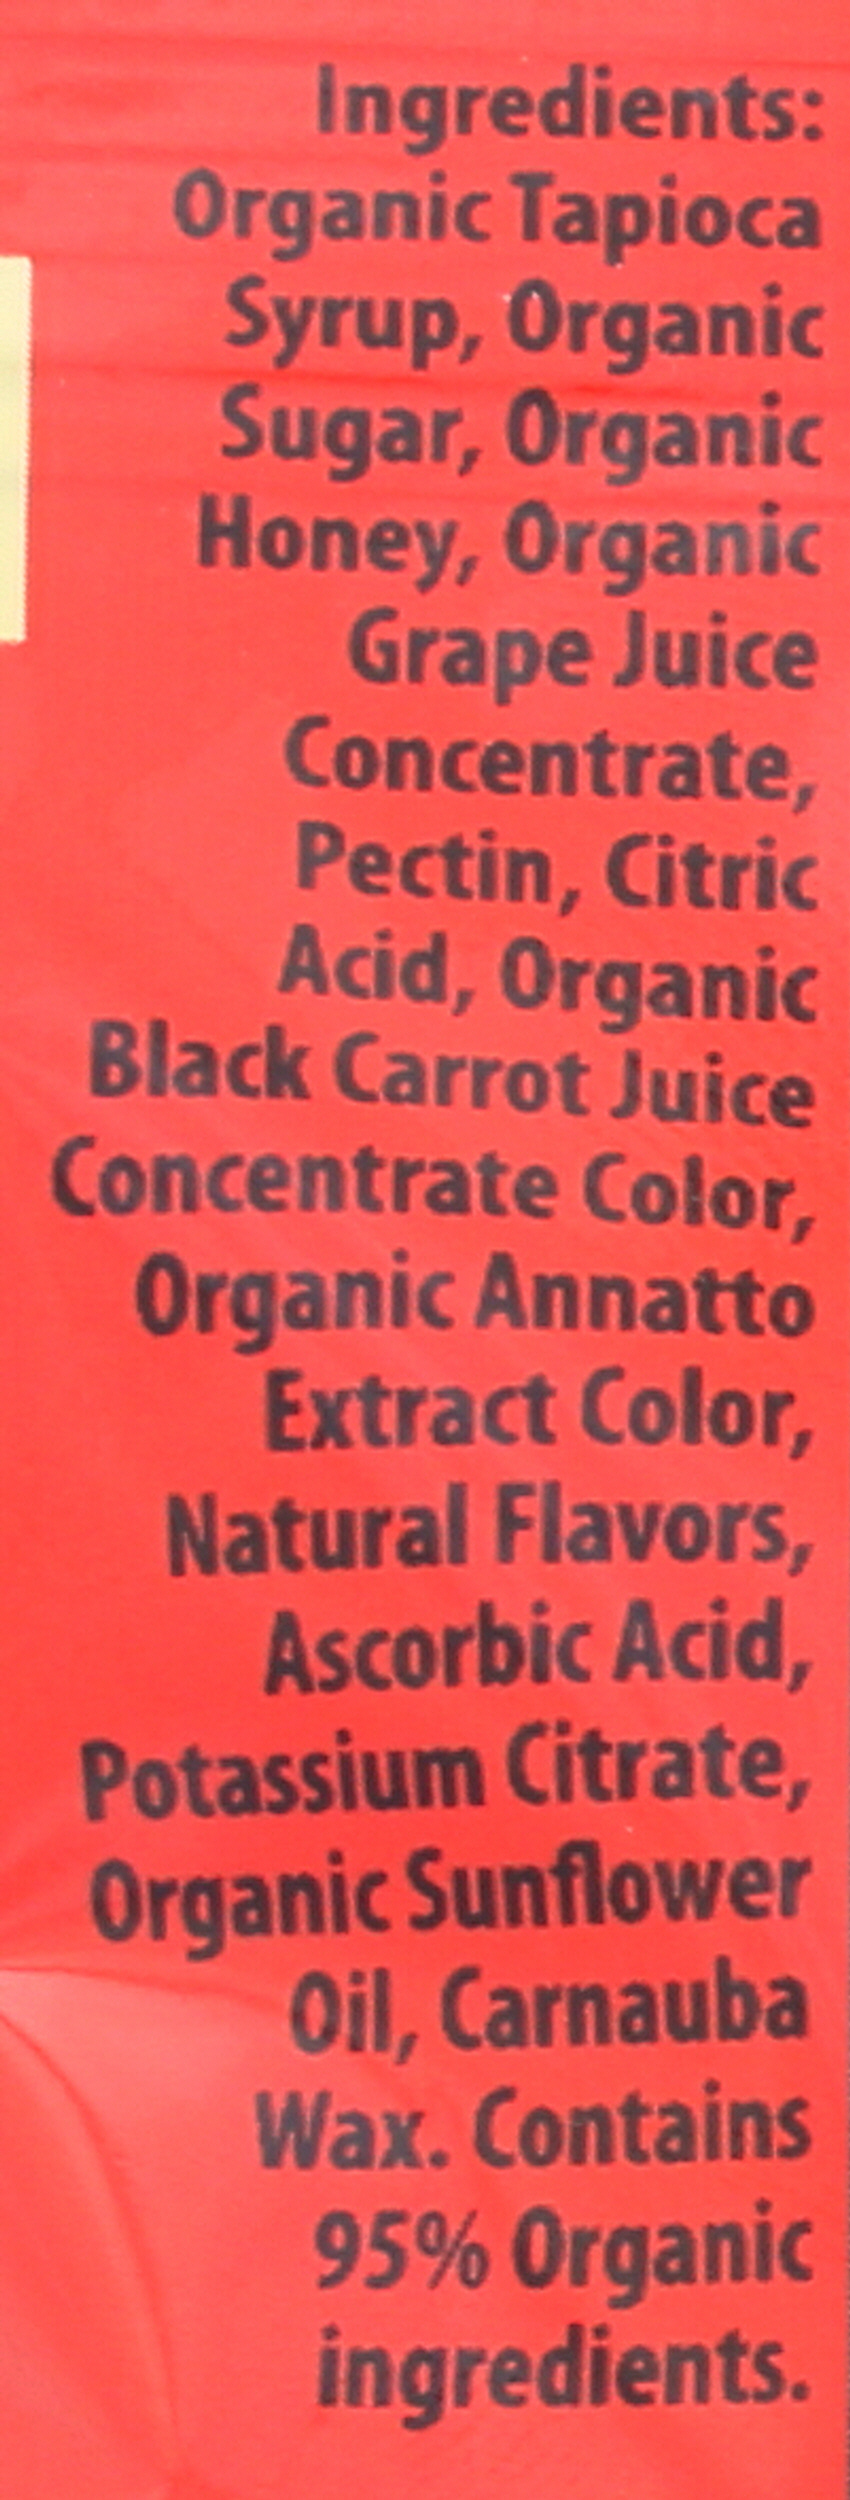 Ingredients:
Organic Tapioca
Syrup, Organic
Sugar, Organic
Honey, Organic
Grape Juice
Concentrate,
Pectin, Citric
Acid, Organic
Black Carrot Juice
Concentrate Color,
Organic Annatto
Extract Color,
Natural Flavors,
Ascorbic Acid,
Potassium Citrate,
Organic Sunflower
Oil, Carnauba
Wax. Contains
95% Organic
ingredients.